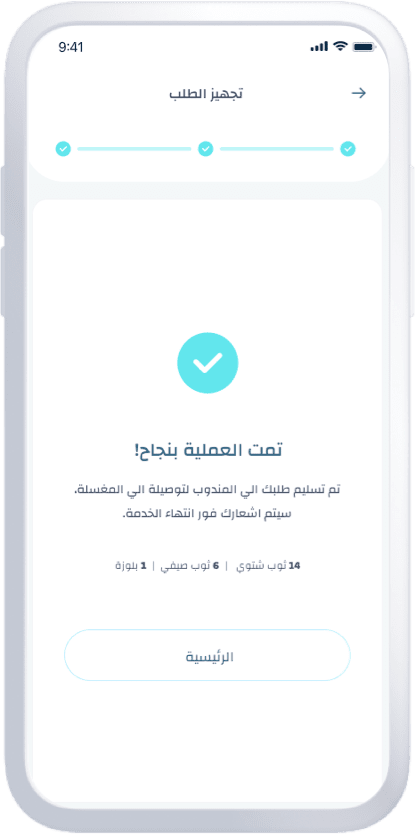 9:41
تجهيز الطلب
تمت العملية بنجاح!
تم تسليم طلبك الي المندوب لتوصيلة الي المغسلة،
سيتم اشعارك فور انتهاء الخدمة.
14 ثوب شتوي | 6 ثوب صيفي | 1 بلوزة
الرئيسية